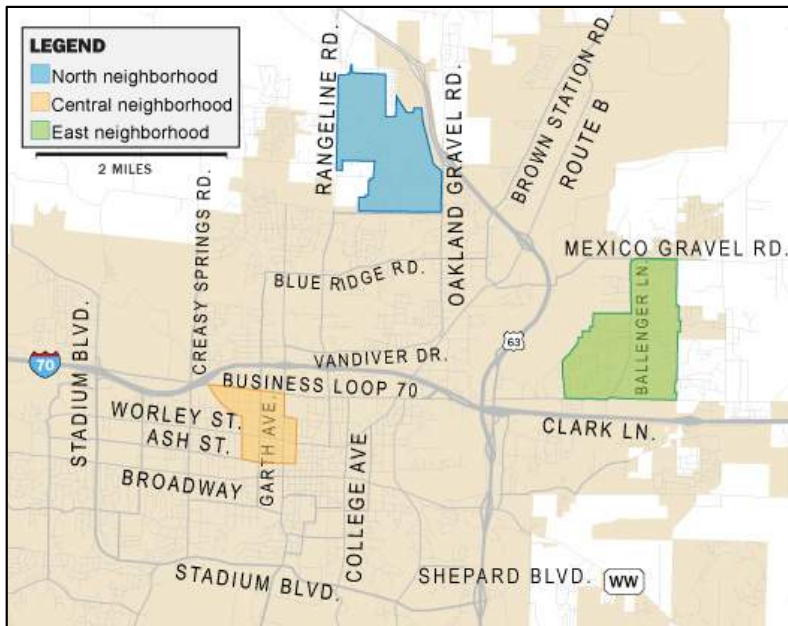 LEGEND
North neighborhood
Central neighborhood
East neighborhood
2 MILES
RANGELINE RD.
OAKLAND GRAVEL RD.
BROWN STATION RD.
ROUTE B
CREASY SPRINGS RD.
MEXICO GRAVEL RD.
BLUE RIDGE RD.
BALLENGER LN.
STADIUM BLVD.
63
VANDIVER DR.
70
BUSINESS LOOP 70
WORLEY ST.
ASH ST.
GARTH AVE.
CLARK LN.
COLLEGE AVE
BROADWAY
STADIUM BLVD.
SHEPARD BLVD.
WW